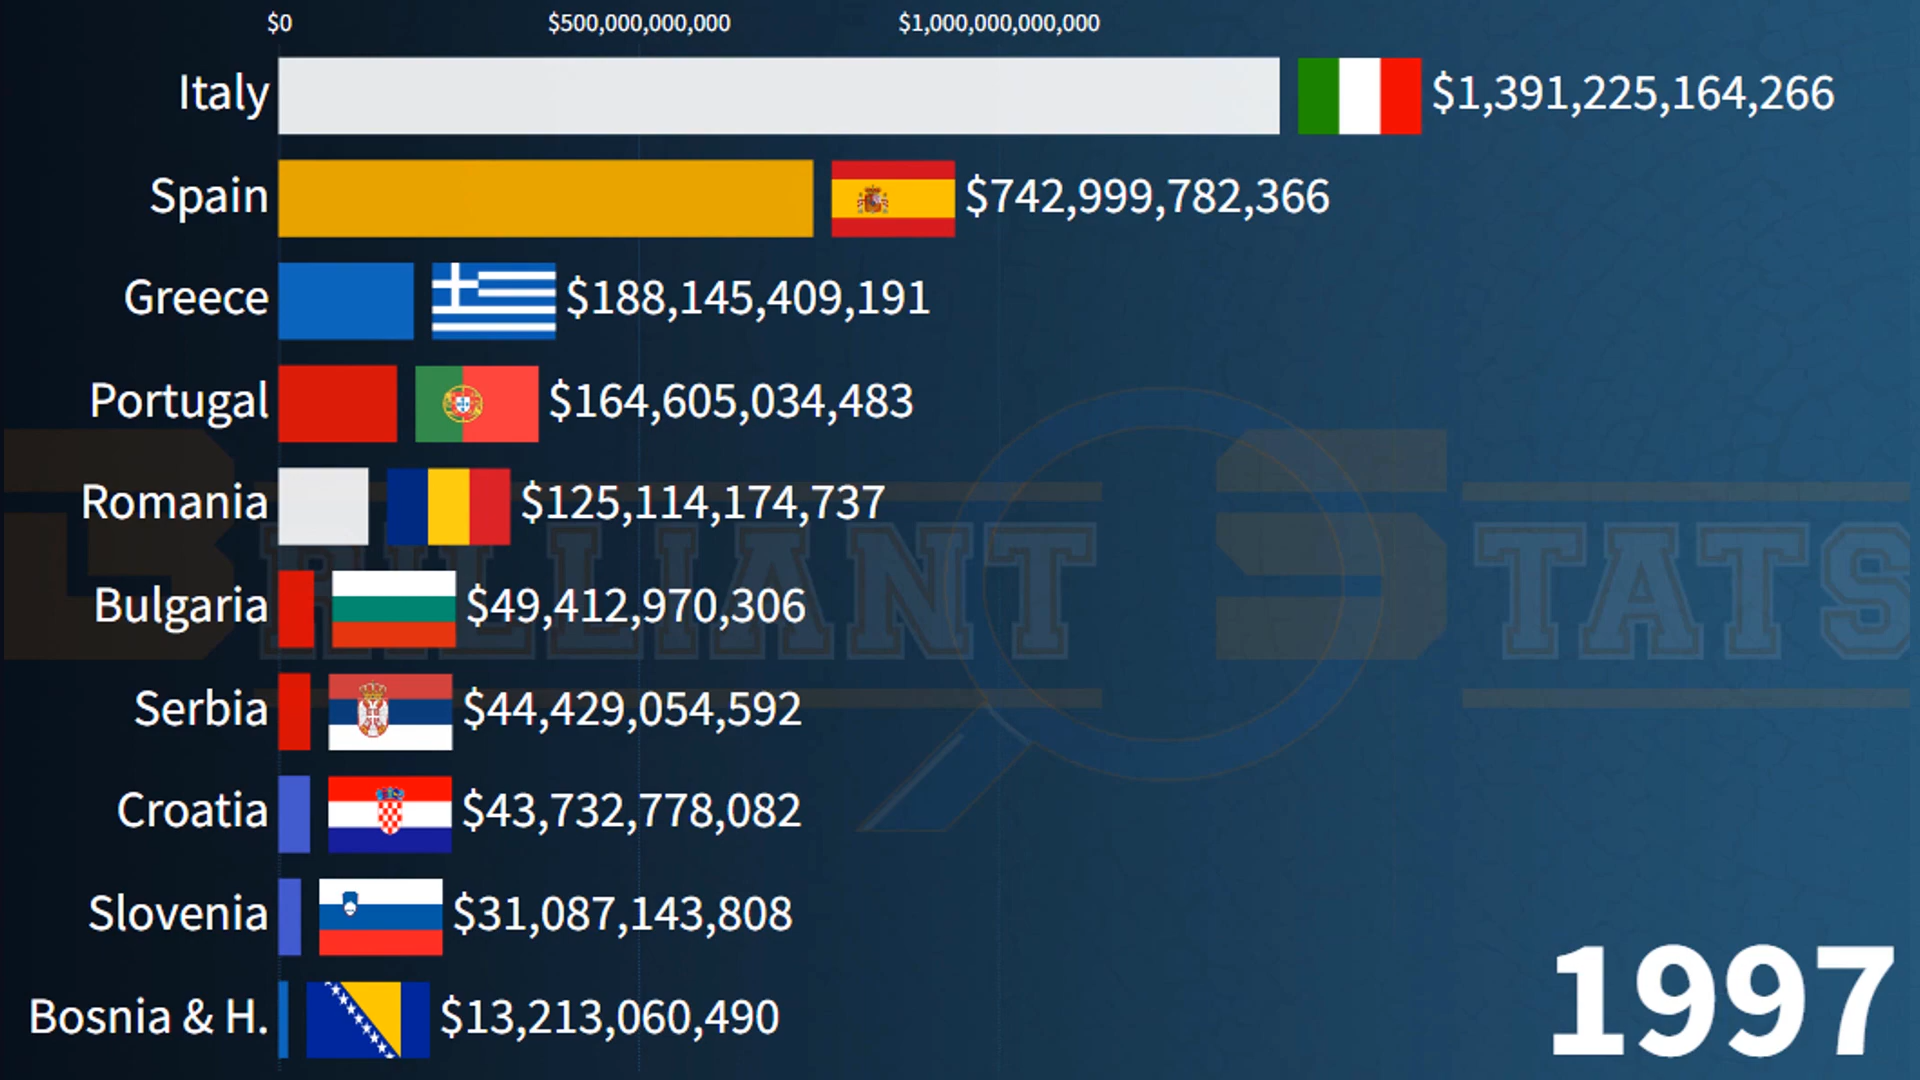 $0 $500,000,000,000 $1,000,000,000,000
Italy $1,391,225,164,266
Spain $742,999,782,366
Greece $188,145,409,191
Portugal $164,605,034,483
Romania $125,114,174,737
BRILLIANT STATS
Bulgaria $49,412,970,306
Serbia $44,429,054,592
Croatia $43,732,778,082
Slovenia $31,087,143,808
Bosnia & H. $13,213,060,490
1997